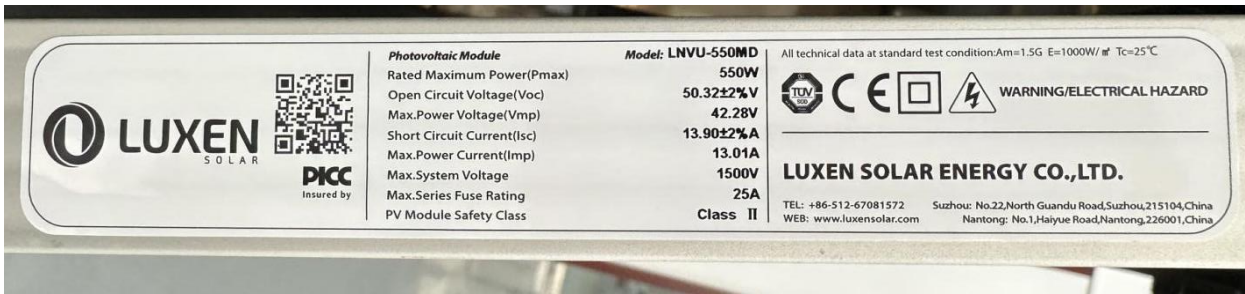 LUXEN
SOLAR
PICC
Insured by
Photovoltaic Module Model: LNVU-550MD
Rated Maximum Power(Pmax) 550W
Open Circuit Voltage(Voc) 50.32±2%V
Max.Power Voltage(Vmp) 42.28V
Short Circuit Current(Isc) 13.90±2%A
Max.Power Current(Imp) 13.01A
Max.System Voltage 1500V
Max.Series Fuse Rating 25A
PV Module Safety Class Class II
All technical data at standard test condition:Am=1.5G E=1000W/㎡ Tc=25℃
TÜV
SÜD
CE
WARNING/ELECTRICAL HAZARD
LUXEN SOLAR ENERGY CO.,LTD.
TEL: +86-512-67081572 Suzhou: No.22,North Guandu Road,Suzhou,215104,China
WEB: www.luxensolar.com Nantong: No.1,Haiyue Road,Nantong,226001,China